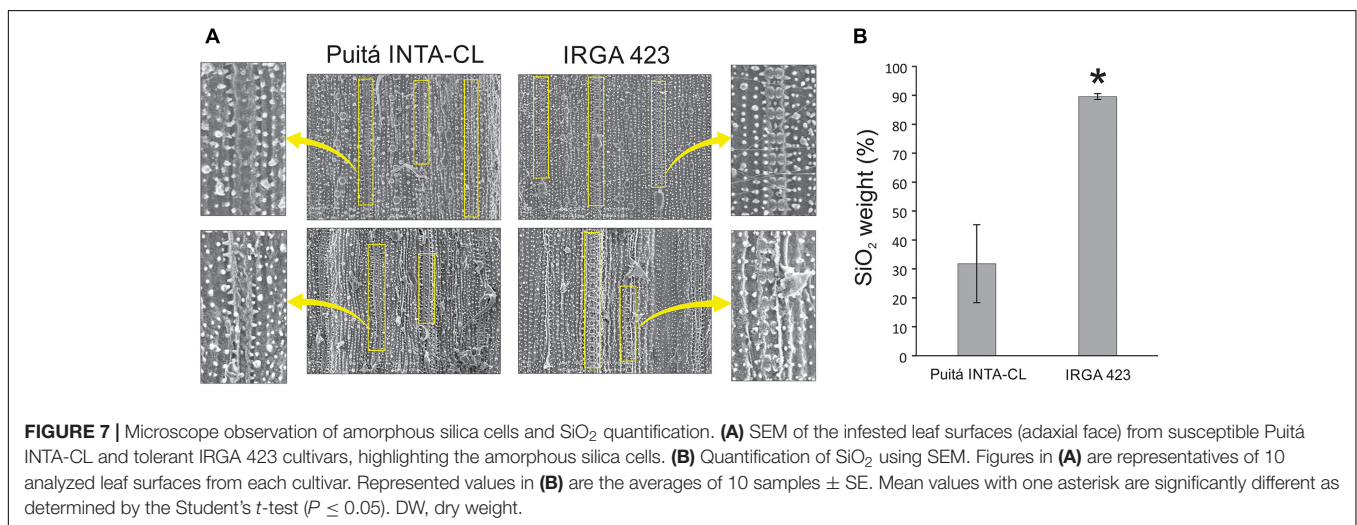 A
Puitá INTA-CL
IRGA 423
B
SiO2 weight (%)
100
90
80
70
60
50
40
30
20
10
0
*
Puitá INTA-CL
IRGA 423
FIGURE 7 | Microscope observation of amorphous silica cells and SiO2 quantification. (A) SEM of the infested leaf surfaces (adaxial face) from susceptible Puitá
INTA-CL and tolerant IRGA 423 cultivars, highlighting the amorphous silica cells. (B) Quantification of SiO2 using SEM. Figures in (A) are representatives of 10
analyzed leaf surfaces from each cultivar. Represented values in (B) are the averages of 10 samples ± SE. Mean values with one asterisk are significantly different as
determined by the Student's t-test (P ≤ 0.05). DW, dry weight.